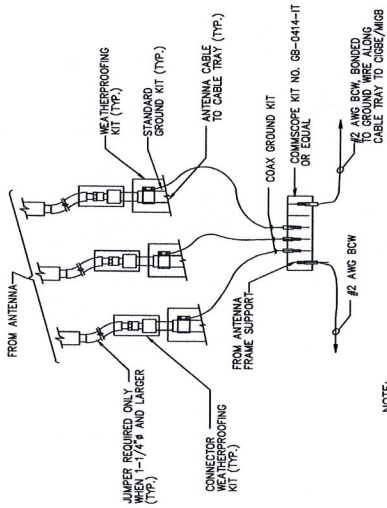 FROM ANTENNA
WEATHERPROOFING
KIT (TYP.)
STANDARD
GROUND KIT (TYP.)
ANTENNA CABLE
TO CABLE TRAY (TYP.)
JUMPER REQUIRED ONLY
WHEN 1-1/4"ø AND LARGER
(TYP.)
CONNECTOR
WEATHERPROOFING
KIT (TYP.)
FROM ANTENNA
FRAME SUPPORT
COAX GROUND KIT
COMMSCOPE KIT NO. GB-0414-IT
OR EQUAL
#2 AWG BCW
#2 AWG BCW, BONDED
TO GROUND WIRE ALONG
CABLE TRAY TO CIGBE/MIGB
NOTE: